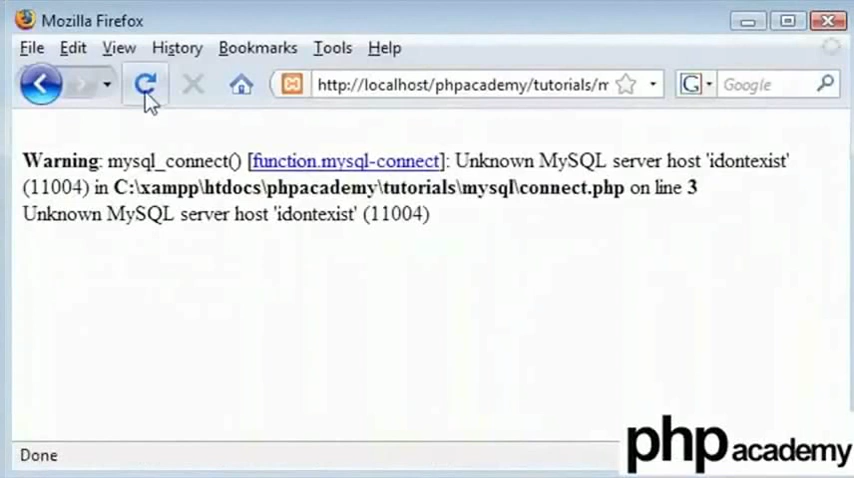 Mozilla Firefox
File Edit View History Bookmarks Tools Help
http://localhost/phpacademy/tutorials/m
G Google
Warning: mysql_connect() [function.mysql-connect]: Unknown MySQL server host 'idontexist'
(11004) in C:\xampp\htdocs\phpacademy\tutorials\mysql\connect.php on line 3
Unknown MySQL server host 'idontexist' (11004)
Done
php academy